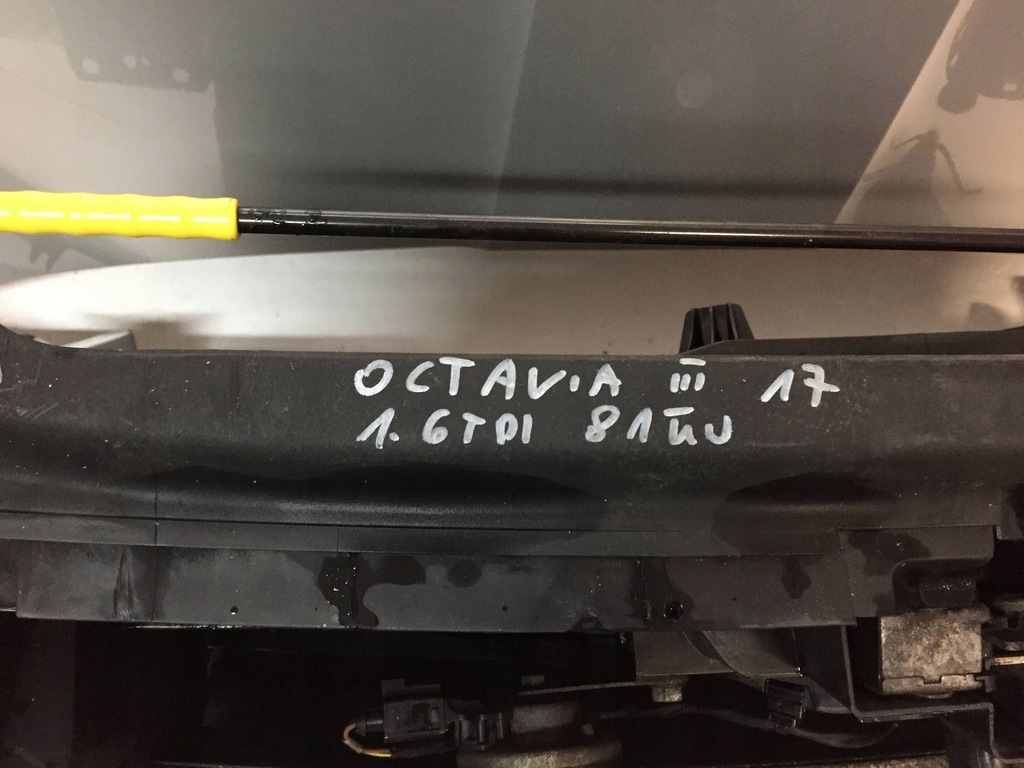 OCTAVIA III 17
1.6TDI 81KW